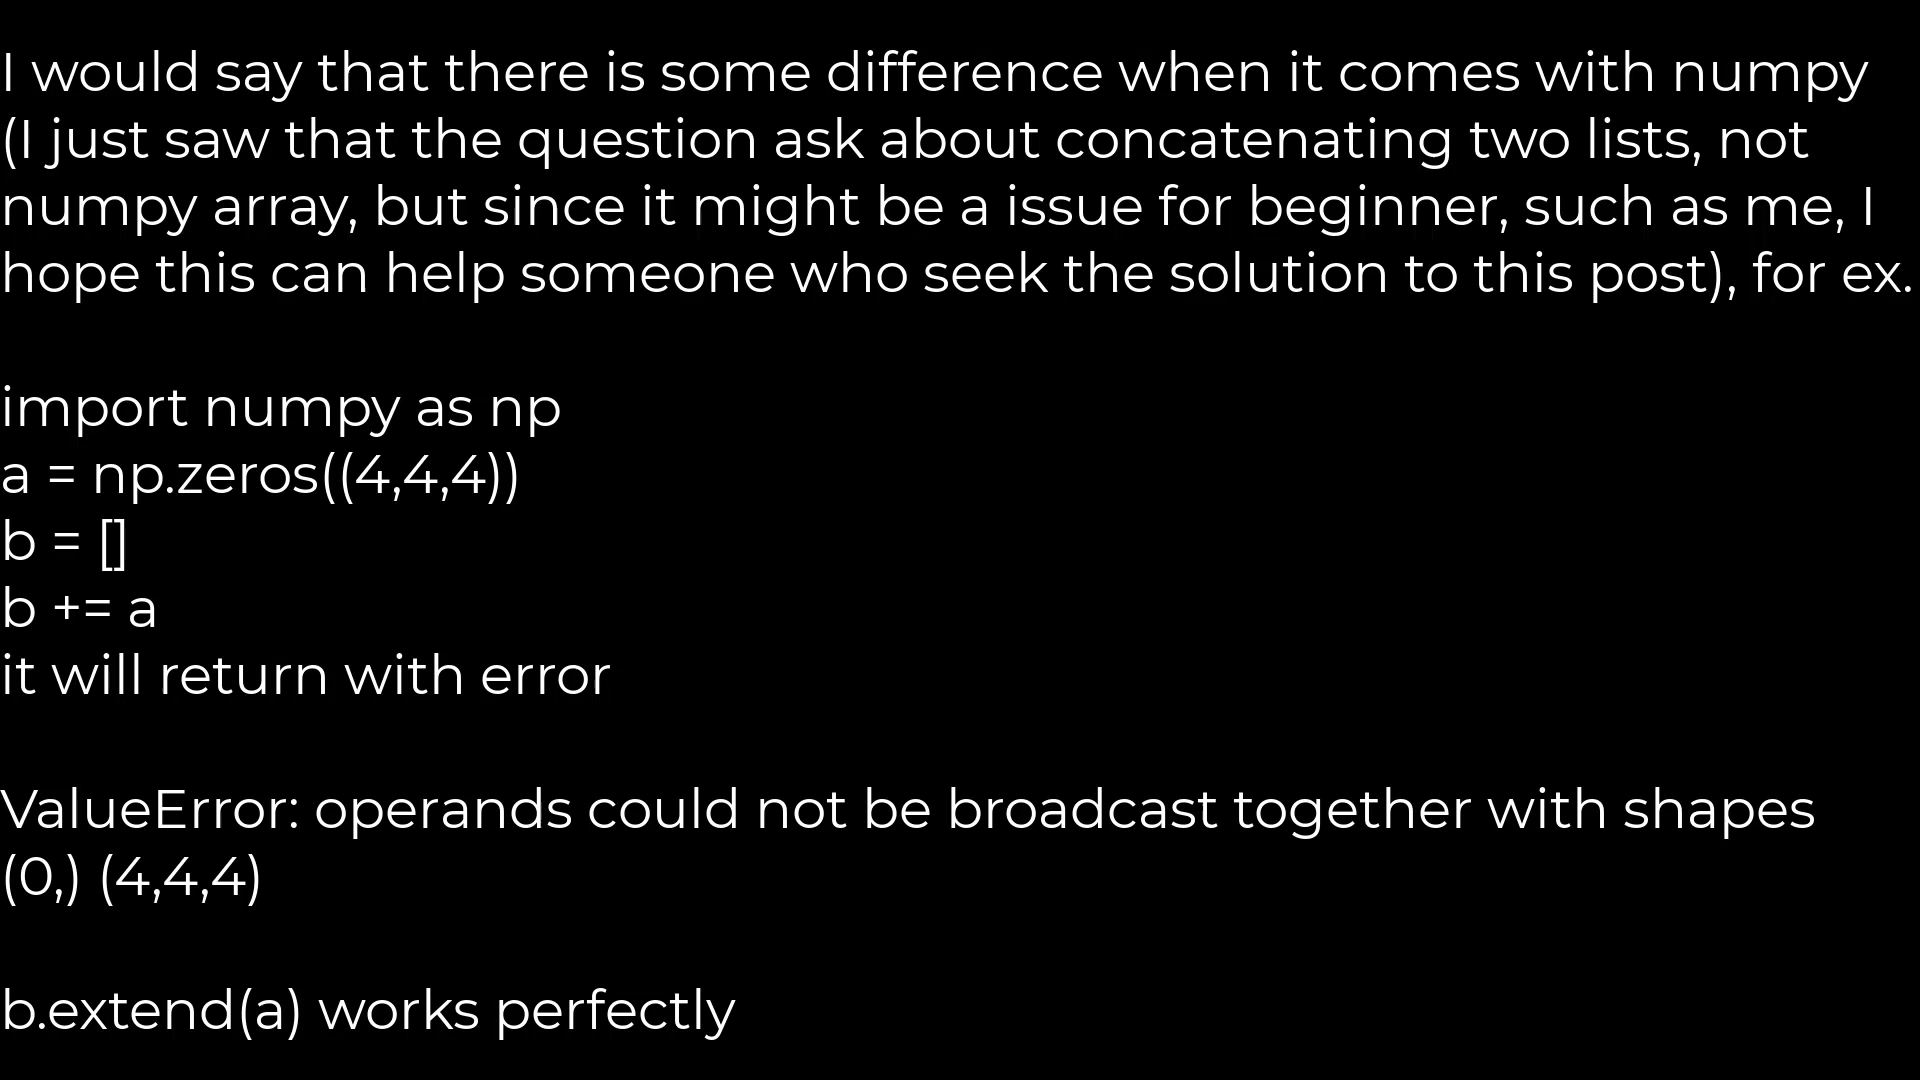 I would say that there is some difference when it comes with numpy
(I just saw that the question ask about concatenating two lists, not
numpy array, but since it might be a issue for beginner, such as me, I
hope this can help someone who seek the solution to this post), for ex.
import numpy as np
a = np.zeros((4,4,4))
b = []
b += a
it will return with error
ValueError: operands could not be broadcast together with shapes
(0,) (4,4,4)
b.extend(a) works perfectly